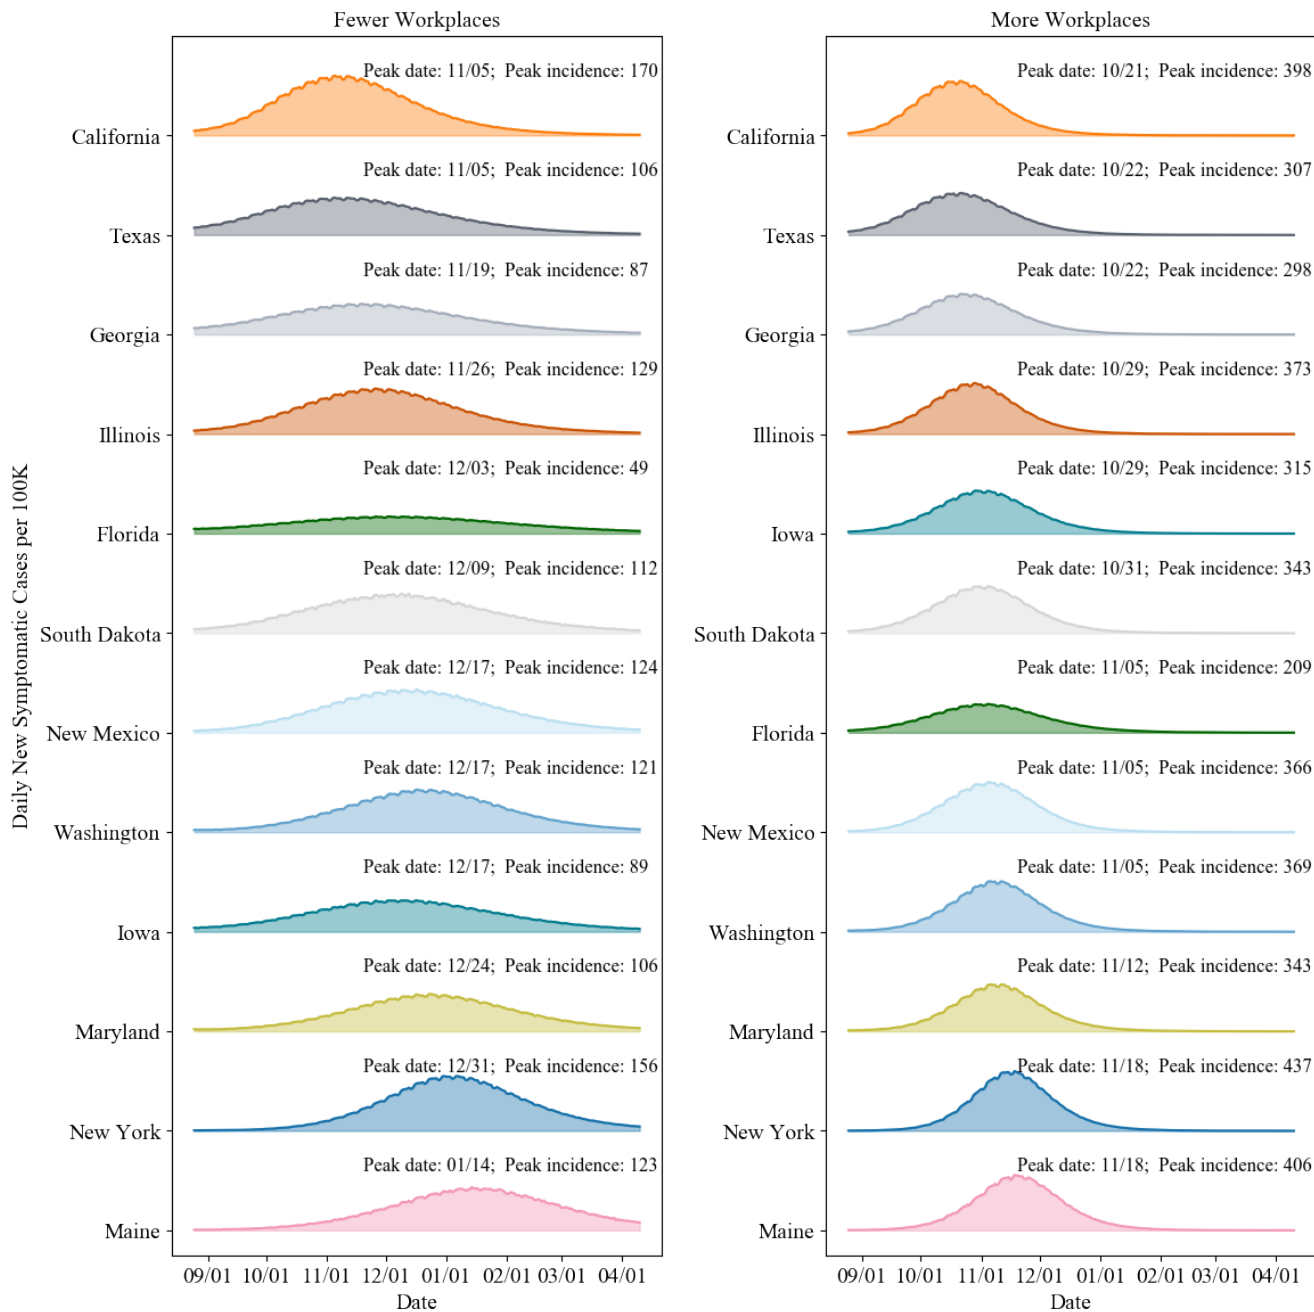 Fewer Workplaces
Daily New Symptomatic Cases per 100K
Peak date: 11/05;  Peak incidence: 170
California
Peak date: 11/05;  Peak incidence: 106
Texas
Peak date: 11/19;  Peak incidence: 87
Georgia
Peak date: 11/26;  Peak incidence: 129
Illinois
Peak date: 12/03;  Peak incidence: 49
Florida
Peak date: 12/09;  Peak incidence: 112
South Dakota
Peak date: 12/17;  Peak incidence: 124
New Mexico
Peak date: 12/17;  Peak incidence: 121
Washington
Peak date: 12/17;  Peak incidence: 89
Iowa
Peak date: 12/24;  Peak incidence: 106
Maryland
Peak date: 12/31;  Peak incidence: 156
New York
Peak date: 01/14;  Peak incidence: 123
Maine
09/01 10/01 11/01 12/01 01/01 02/01 03/01 04/01
Date
More Workplaces
Peak date: 10/21;  Peak incidence: 398
California
Peak date: 10/22;  Peak incidence: 307
Texas
Peak date: 10/22;  Peak incidence: 298
Georgia
Peak date: 10/29;  Peak incidence: 373
Illinois
Peak date: 10/29;  Peak incidence: 315
Iowa
Peak date: 10/31;  Peak incidence: 343
South Dakota
Peak date: 11/05;  Peak incidence: 209
Florida
Peak date: 11/05;  Peak incidence: 366
New Mexico
Peak date: 11/05;  Peak incidence: 369
Washington
Peak date: 11/12;  Peak incidence: 343
Maryland
Peak date: 11/18;  Peak incidence: 437
New York
Peak date: 11/18;  Peak incidence: 406
Maine
09/01 10/01 11/01 12/01 01/01 02/01 03/01 04/01
Date